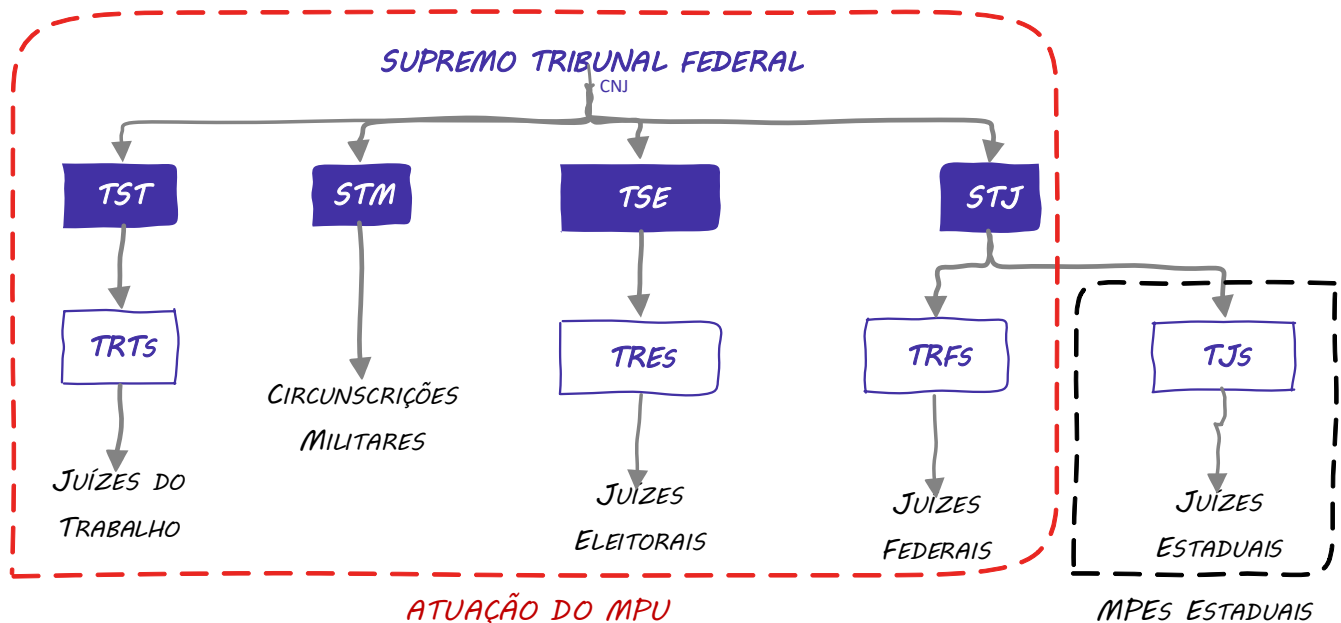 SUPREMO TRIBUNAL FEDERAL
CNJ
TST
STM
TSE
STJ
TRTS
TRES
TRFS
TJS
CIRCUNSCRIÇÕES
MILITARES
JUÍZES DO
TRABALHO
JUÍZES
ELEITORAIS
JUÍZES
FEDERAIS
JUÍZES
ESTADUAIS
ATUAÇÃO DO MPU
MPES ESTADUAIS